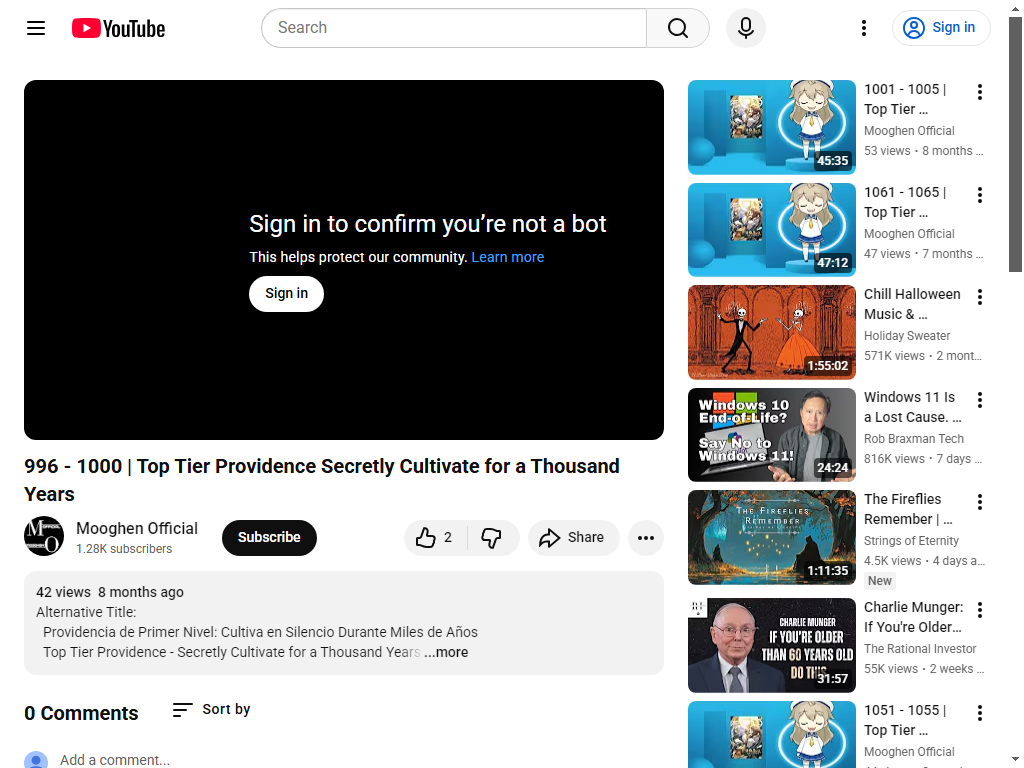 YouTube
Search
Sign in
Sign in to confirm you’re not a bot
This helps protect our community. Learn more
Sign in
996 - 1000 | Top Tier Providence Secretly Cultivate for a Thousand
Years
Mooghen Official
1.28K subscribers
Subscribe
2
Share
42 views 8 months ago
Alternative Title:
Providencia de Primer Nivel: Cultiva en Silencio Durante Miles de Años
Top Tier Providence - Secretly Cultivate for a Thousand Years ...more
0 Comments
Sort by
Add a comment...
45:35
1001 - 1005 |
Top Tier …
Mooghen Official
53 views • 8 months …
47:12
1061 - 1065 |
Top Tier …
Mooghen Official
47 views • 7 months …
1:55:02
Chill Halloween
Music & …
Holiday Sweater
571K views • 2 mont…
Windows 10
End-of-Life?
Say No to
Windows 11!
24:24
Windows 11 Is
a Lost Cause. …
Rob Braxman Tech
816K views • 7 days …
THE FIREFLIES
REMEMBER
1:11:35
The Fireflies
Remember | …
Strings of Eternity
4.5K views • 4 days a…
New
CHARLIE MUNGER
IF YOU'RE OLDER
THAN 60 YEARS OLD
DO THIS
31:57
Charlie Munger:
If You're Older…
The Rational Investor
55K views • 2 weeks …
1051 - 1055 |
Top Tier …
Mooghen Official